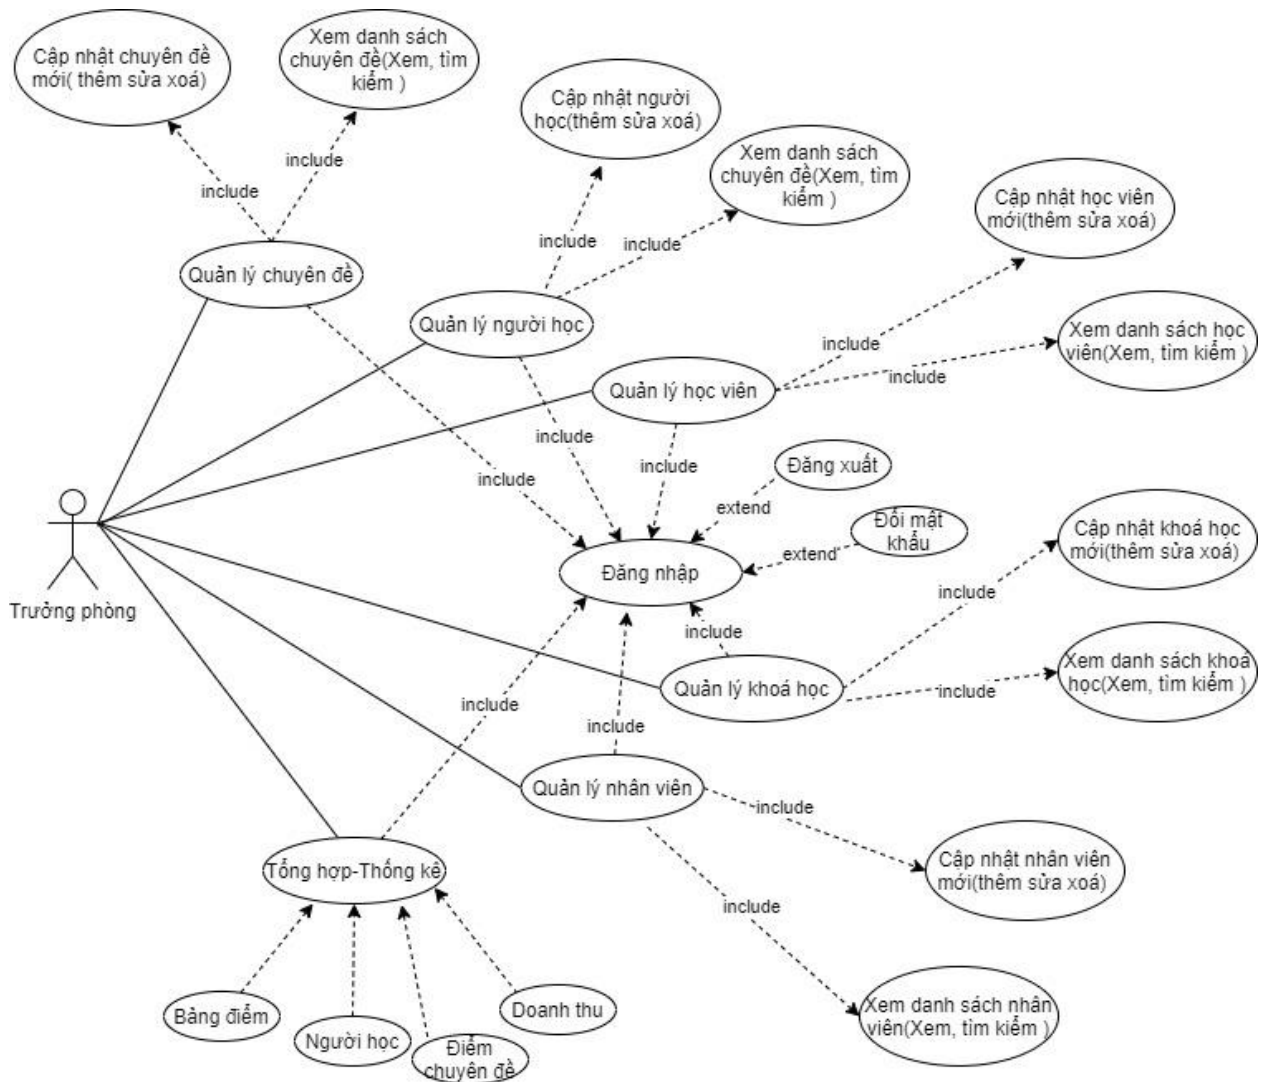 Cập nhật chuyên đề
mới( thêm sửa xoá)
Xem danh sách
chuyên đề(Xem, tìm
kiểm )
Cập nhật người
học(thêm sửa xoá)
Xem danh sách
chuyên đề(Xem, tìm
kiểm )
Cập nhật học viên
mới(thêm sửa xoá)
include
include
include
include
Quản lý chuyên đề
Quản lý người học
Xem danh sách học
viên(Xem, tìm kiểm )
include
include
Quản lý học viên
include
include
include
Đăng xuất
extend
Đổi mật
khẩu
extend
Cập nhật khoá học
mới(thêm sửa xoá)
Đăng nhập
Trưởng phòng
include
include
Xem danh sách khoá
học(Xem, tìm kiểm )
Quản lý khoá học
include
include
include
Quản lý nhân viên
include
Cập nhật nhân viên
mới(thêm sửa xoá)
Tổng hợp-Thống kê
include
Bảng điểm
Người học
Điểm
chuyên đề
Doanh thu
Xem danh sách nhân
viên(Xem, tìm kiểm )